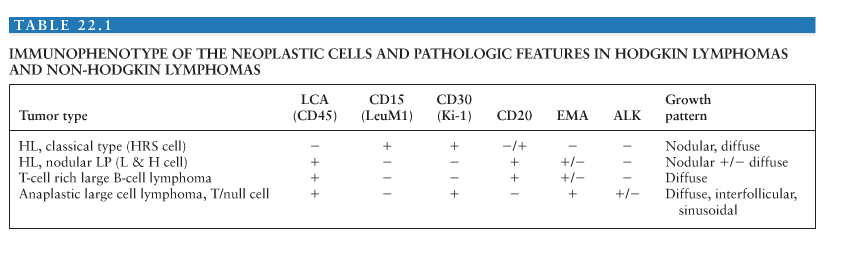 TABLE 22.1
IMMUNOPHENOTYPE OF THE NEOPLASTIC CELLS AND PATHOLOGIC FEATURES IN HODGKIN LYMPHOMAS
AND NON-HODGKIN LYMPHOMAS
LCA CD15 CD30 Growth
Tumor type (CD45) (LeuM1) (Ki-1) CD20 EMA ALK pattern
HL, classical type (HRS cell) − + + −/+ − − Nodular, diffuse
HL, nodular LP (L & H cell) + − − + +/− − Nodular +/− diffuse
T-cell rich large B-cell lymphoma + − − + +/− − Diffuse
Anaplastic large cell lymphoma, T/null cell + − + − + +/− Diffuse, interfollicular,
sinusoidal